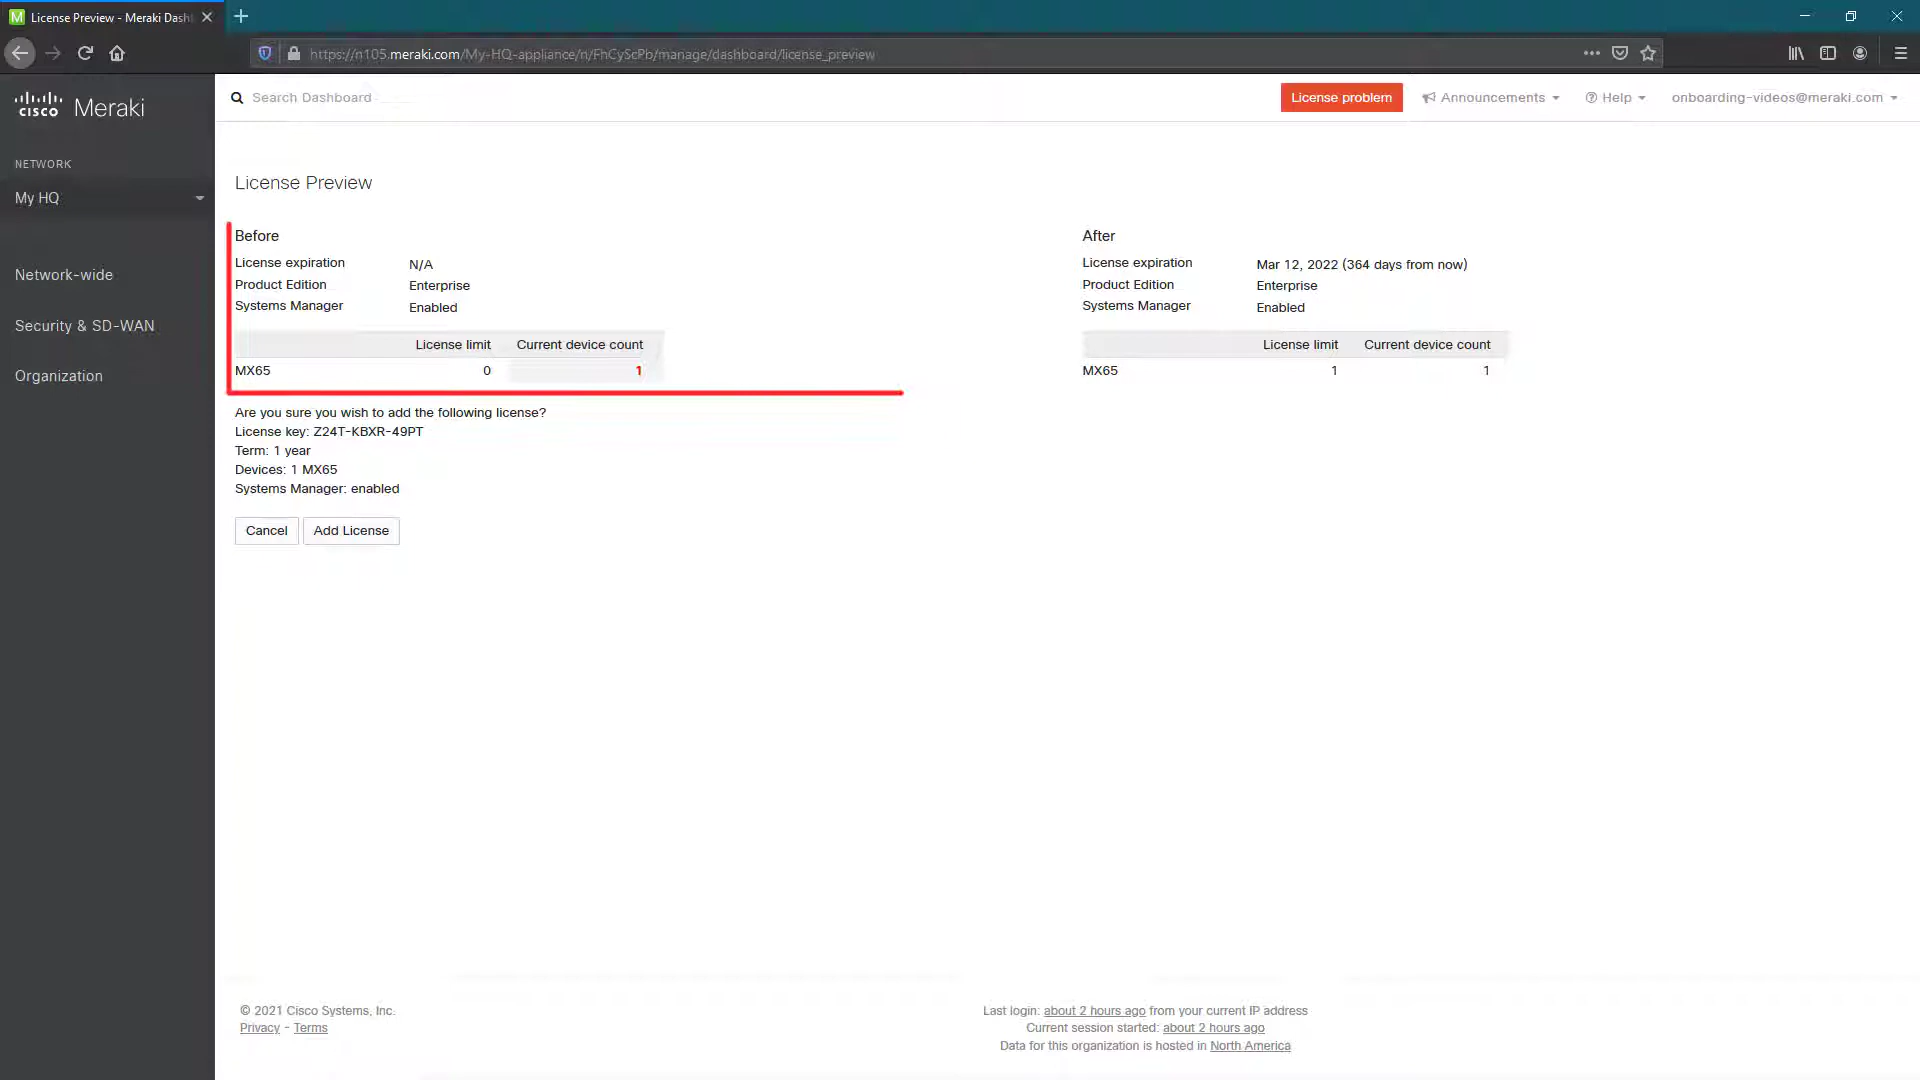 License Preview - Meraki Dash
https://n105.meraki.com/My-HQ-appliance/n/FhCyScPb/manage/dashboard/license_preview
cisco Meraki
Search Dashboard
License problem
Announcements
Help
onboarding-videos@meraki.com
NETWORK
My HQ
Network-wide
Security & SD-WAN
Organization
License Preview
Before
License expiration N/A
Product Edition Enterprise
Systems Manager Enabled
License limit Current device count
MX65 0 1
After
License expiration Mar 12, 2022 (364 days from now)
Product Edition Enterprise
Systems Manager Enabled
License limit Current device count
MX65 1 1
Are you sure you wish to add the following license?
License key: Z24T-KBXR-49PT
Term: 1 year
Devices: 1 MX65
Systems Manager: enabled
Cancel Add License
© 2021 Cisco Systems, Inc.
Privacy - Terms
Last login: about 2 hours ago from your current IP address
Current session started: about 2 hours ago
Data for this organization is hosted in North America